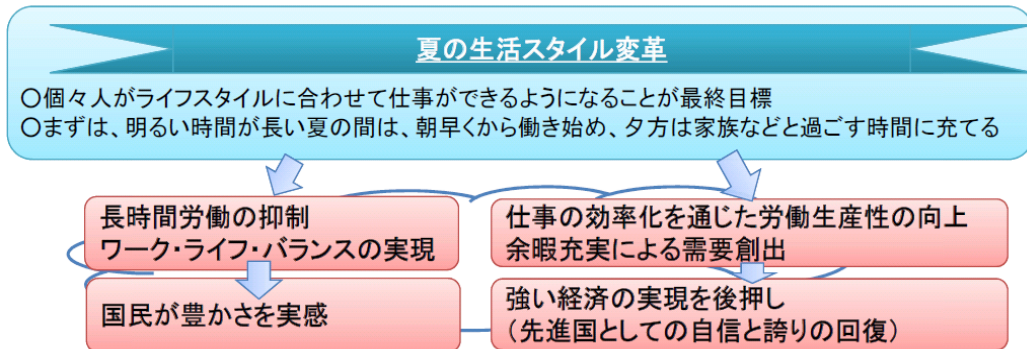 夏の生活スタイル変革
○個々人がライフスタイルに合わせて仕事ができるようになることが最終目標
○まずは、明るい時間が長い夏の間は、朝早くから働き始め、夕方は家族などと過ごす時間に充てる
長時間労働の抑制
ワーク・ライフ・バランスの実現
仕事の効率化を通じた労働生産性の向上
余暇充実による需要創出
国民が豊かさを実感
強い経済の実現を後押し
（先進国としての自信と誇りの回復）